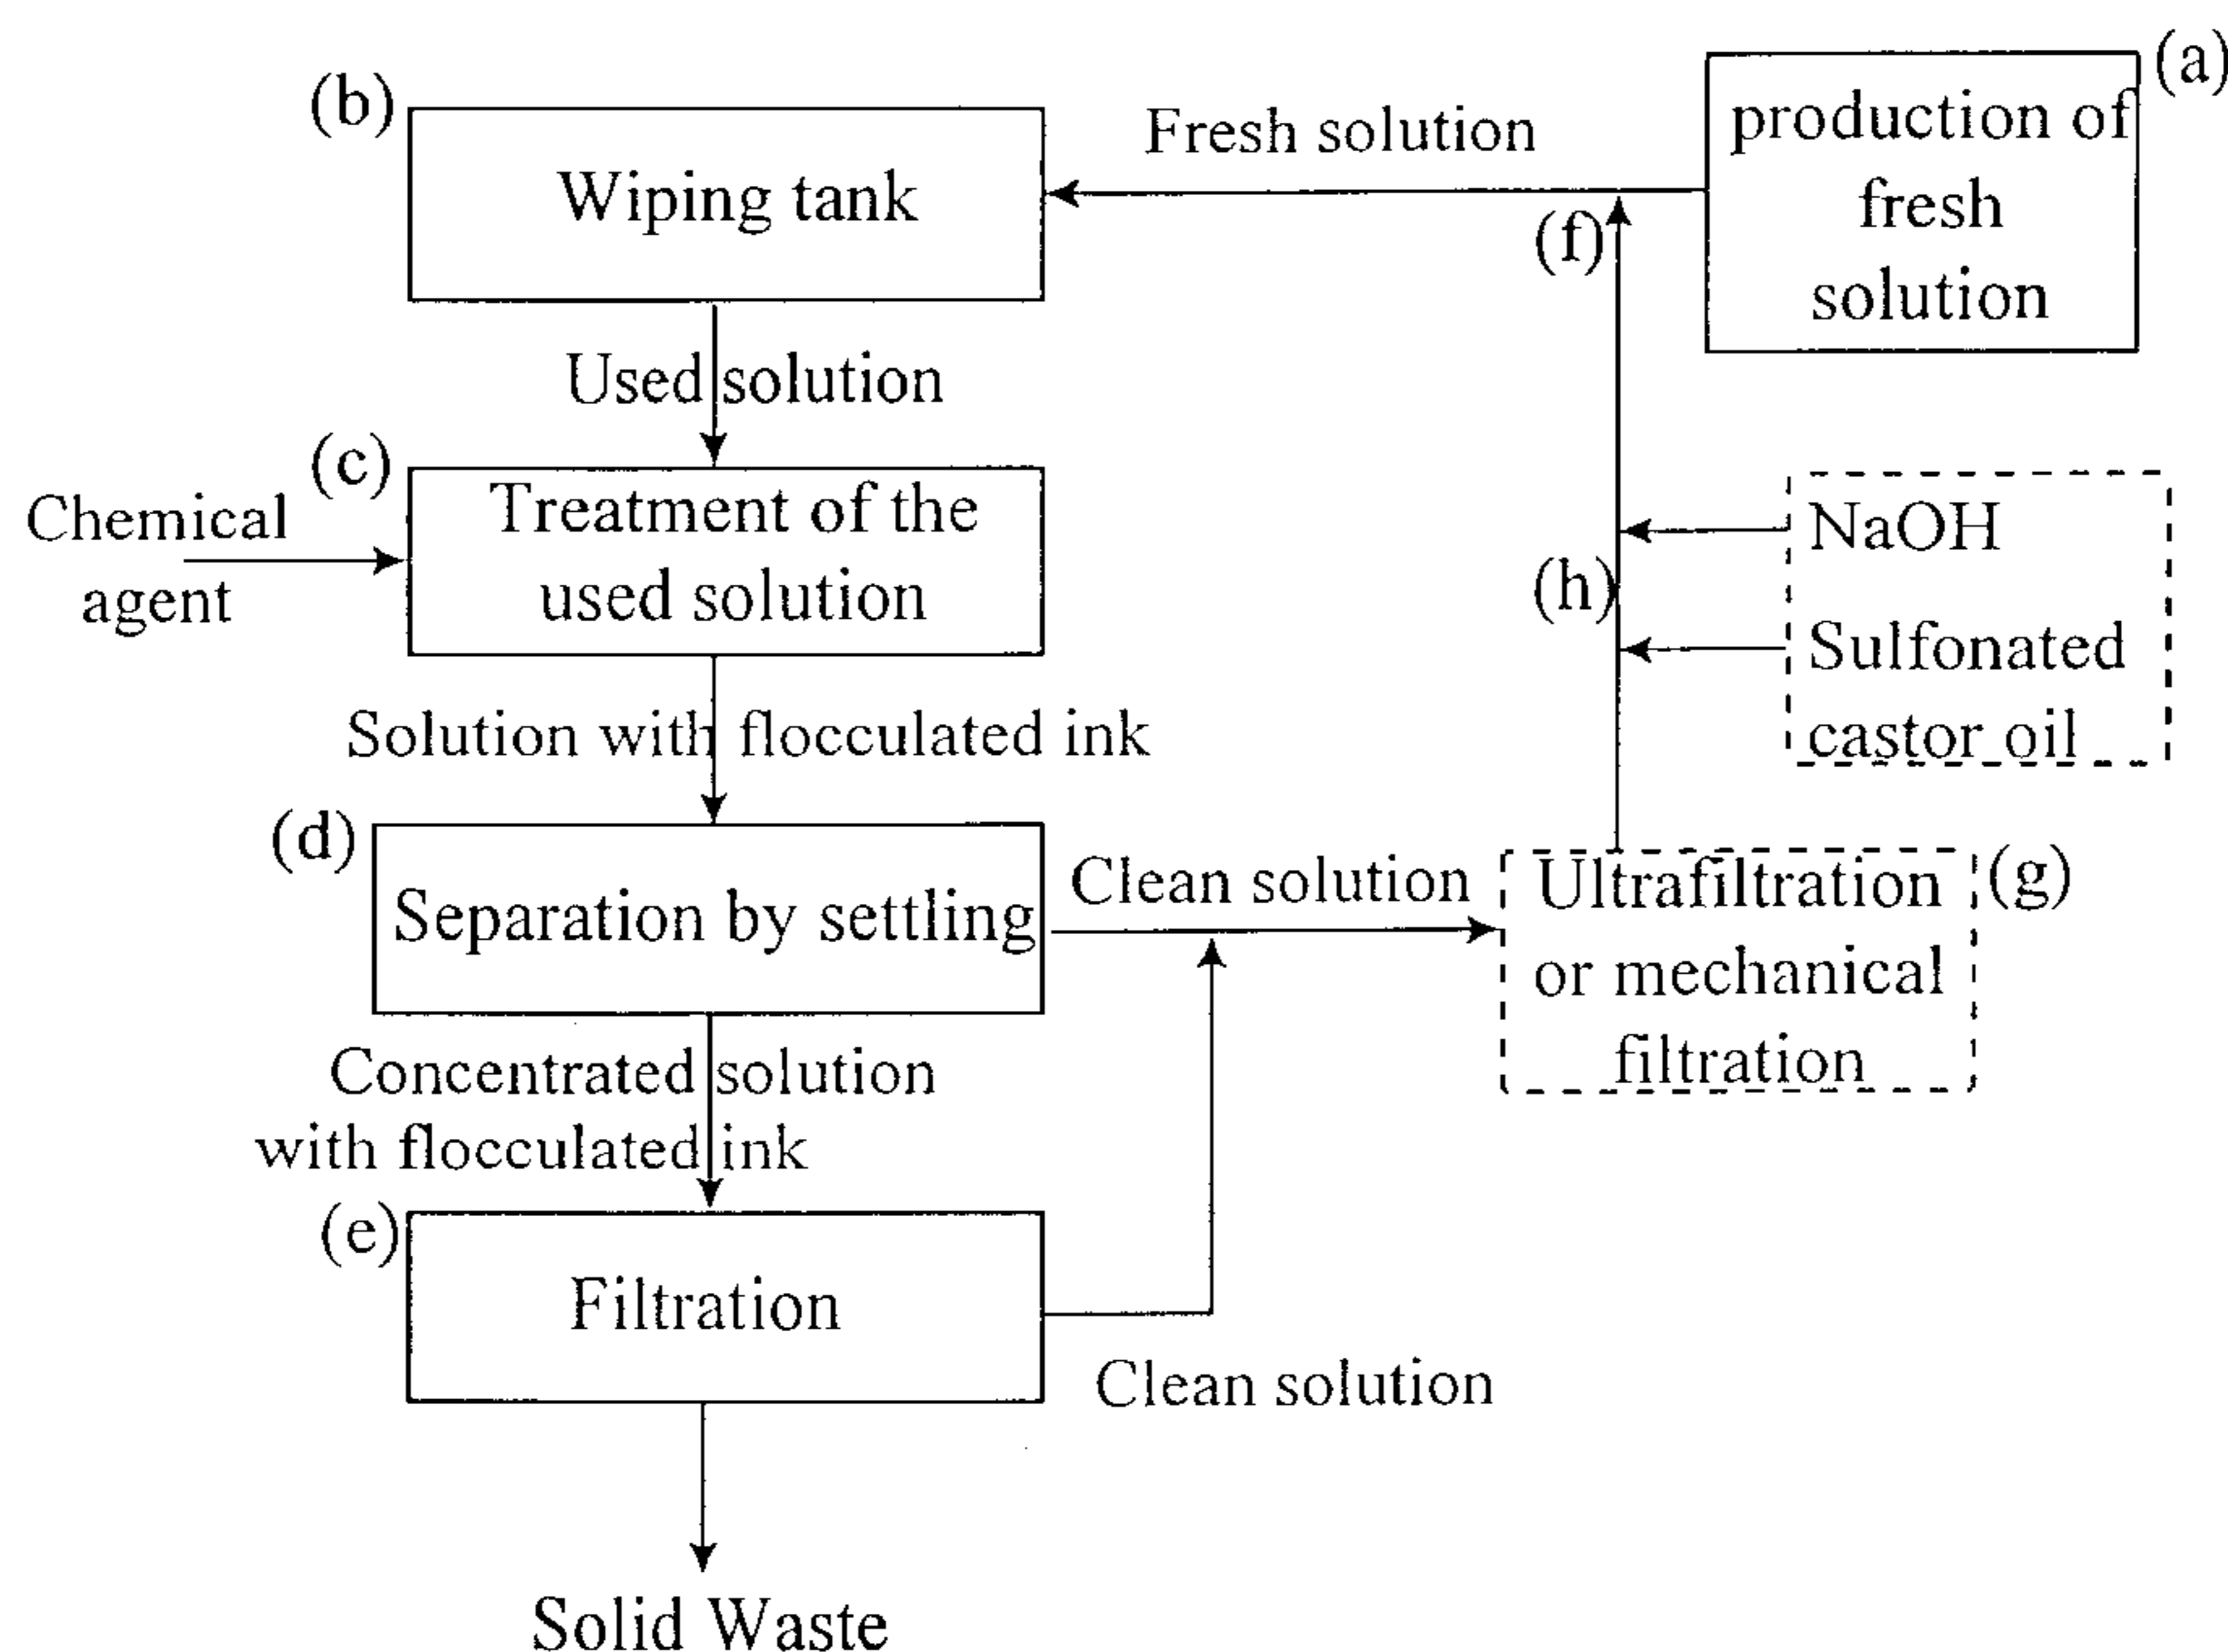 (a)
production of
fresh
solution
Fresh solution
(b)
Wiping tank
(f)
Used solution
(c)
Chemical
agent
Treatment of the
used solution
NaOH
(h)
Sulfonated
castor oil
Solution with flocculated ink
(d)
Separation by settling
Clean solution
Ultrafiltration
or mechanical
filtration
(g)
Concentrated solution
with flocculated ink
(e)
Filtration
Clean solution
Solid Waste